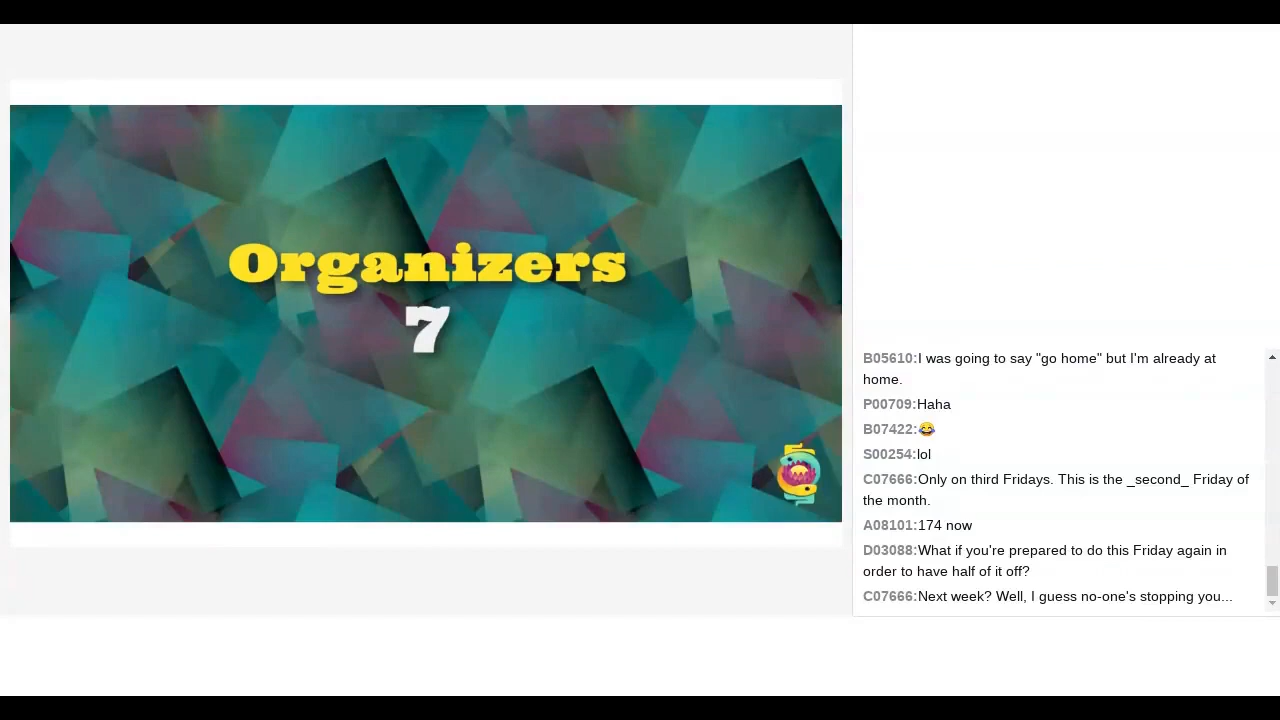 Organizers
7
B05610:I was going to say "go home" but I'm already at
home.
P00709:Haha
B07422:😂
S00254:lol
C07666:Only on third Fridays. This is the _second_ Friday of
the month.
A08101:174 now
D03088:What if you're prepared to do this Friday again in
order to have half of it off?
C07666:Next week? Well, I guess no-one's stopping you...